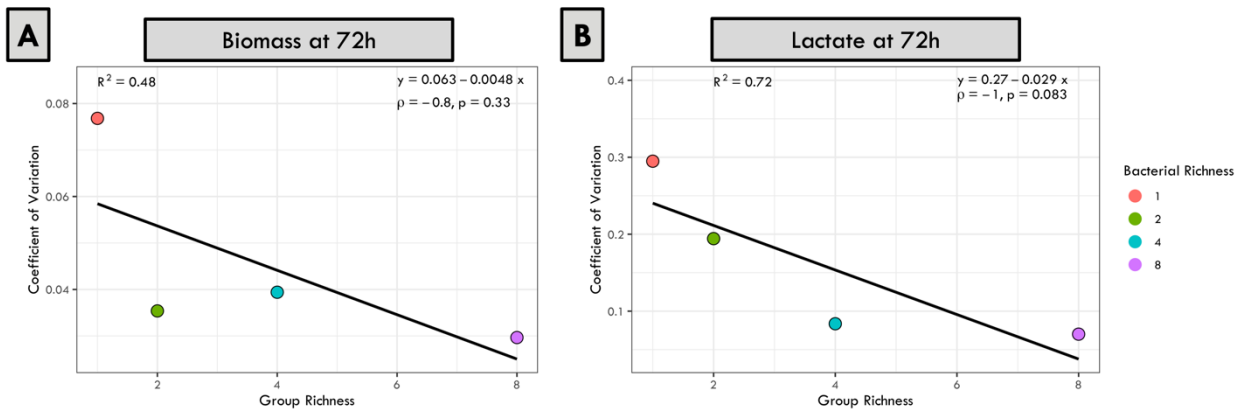 A
Biomass at 72h
R² = 0.48
y = 0.063 – 0.0048 x
ρ = – 0.8, p = 0.33
0.08
0.06
0.04
Coefficient of Variation
2
4
6
8
Group Richness
B
Lactate at 72h
R² = 0.72
y = 0.27 – 0.029 x
ρ = – 1, p = 0.083
0.4
0.3
0.2
0.1
Coefficient of Variation
2
4
6
8
Group Richness
Bacterial Richness
1
2
4
8